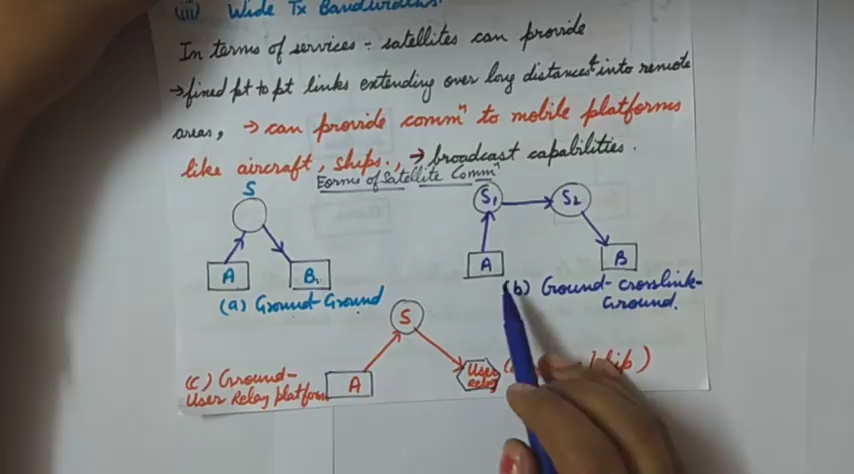 (iii) Wide Tx Bandwidths.
In terms of services - satellites can provide
→ fixed pt to pt links extending over long distances & into remote
areas, → can provide commⁿ to mobile platforms
like aircraft, ships., → broadcast capabilities.
Forms of Satellite Commⁿ
S
A
B
(a) Ground-Ground
S₁
S₂
A
B
(b) Ground-crosslink-
Ground.
S
A
User
Relay
ship)
(c) Ground-
User Relay platform